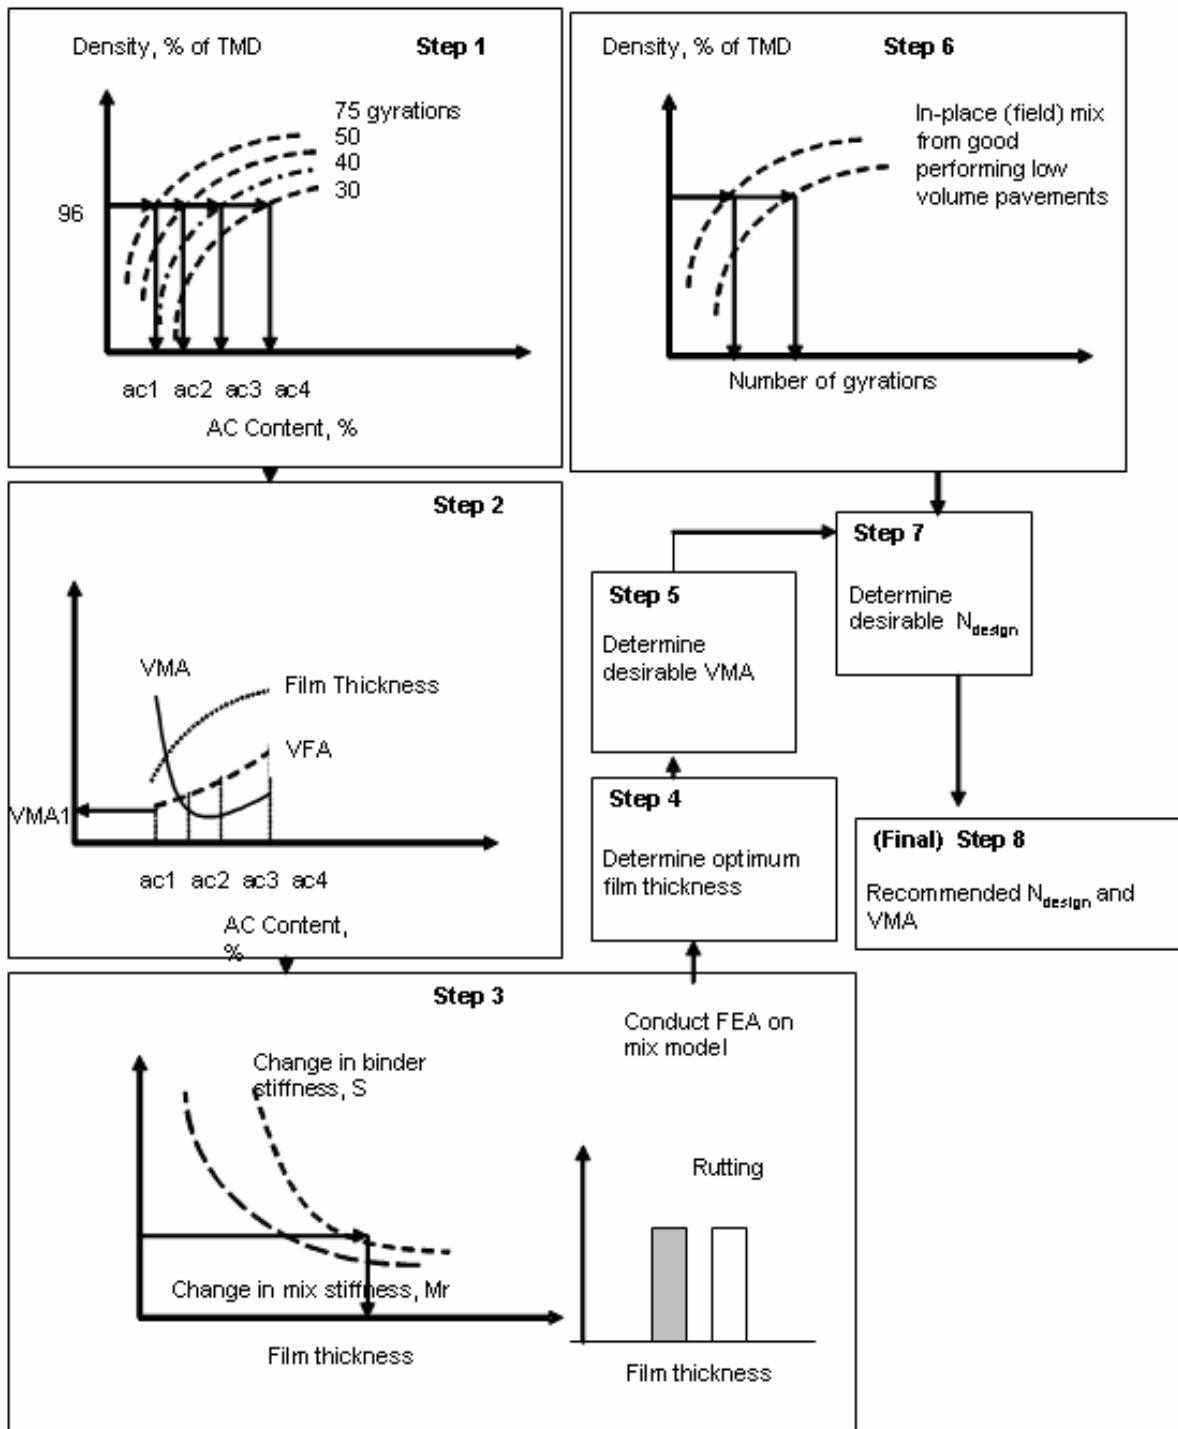 Density, % of TMD
Step 1
75 gyrations
50
40
30
96
ac1 ac2 ac3 ac4
AC Content, %
Step 2
VMA
Film Thickness
VFA
VMA1
ac1 ac2 ac3 ac4
AC Content,
%
Step 3
Change in binder
stiffness, S
Change in mix stiffness, Mr
Film thickness
Conduct FEA on
mix model
Rutting
Film thickness
Step 4
Determine optimum
film thickness
Step 5
Determine
desirable VMA
Density, % of TMD
Step 6
In-place (field) mix
from good
performing low
volume pavements
Number of gyrations
Step 7
Determine
desirable Ndesign
(Final) Step 8
Recommended Ndesign and
VMA